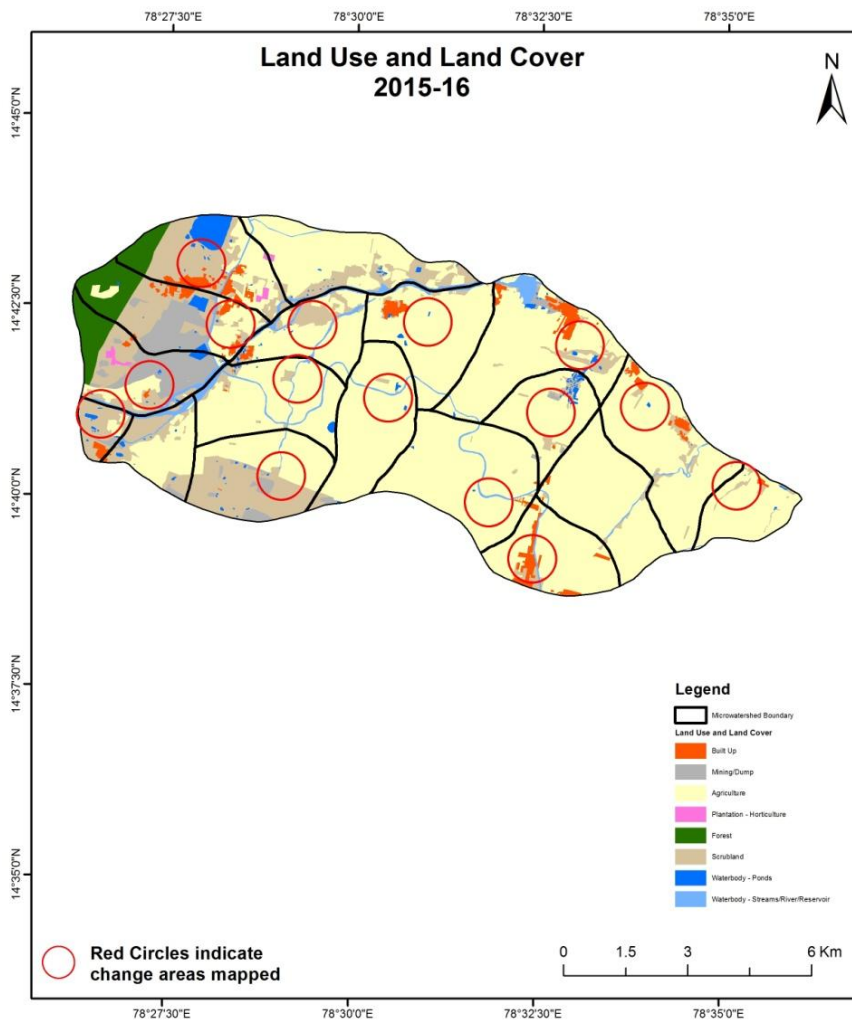 78°27'30"E 78°30'0"E 78°32'30"E 78°35'0"E
Land Use and Land Cover
2015-16
N
14°45'0"N
14°42'30"N
14°40'0"N
14°37'30"N
14°35'0"N
Legend
Microwatershed Boundary
Land Use and Land Cover
Built Up
Mining/Dump
Agriculture
Plantation - Horticulture
Forest
Scrubland
Waterbody - Ponds
Waterbody - Streams/River/Reservoir
Red Circles indicate
change areas mapped
0 1.5 3 6 Km
78°27'30"E 78°30'0"E 78°32'30"E 78°35'0"E